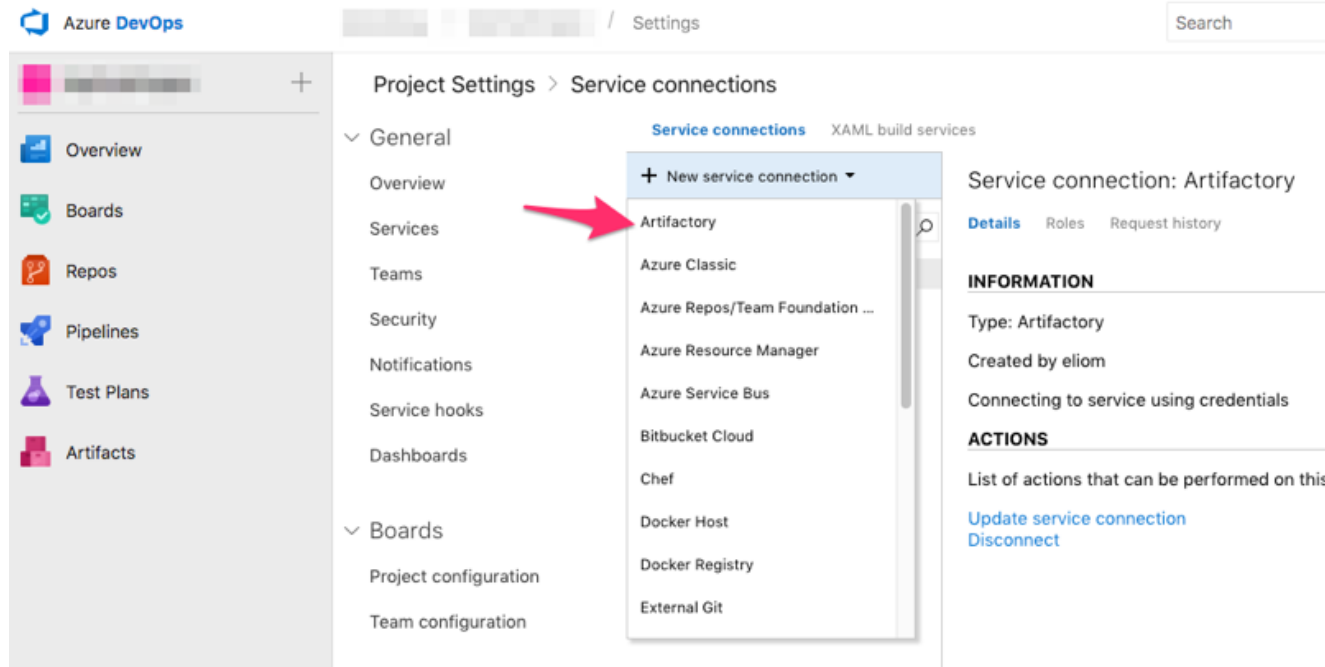 Azure DevOps
/ Settings
Search
Project Settings > Service connections
Overview
Boards
Repos
Pipelines
Test Plans
Artifacts
General
Overview
Services
Teams
Security
Notifications
Service hooks
Dashboards
Boards
Project configuration
Team configuration
Service connections XAML build services
+ New service connection
Artifactory
Azure Classic
Azure Repos/Team Foundation ...
Azure Resource Manager
Azure Service Bus
Bitbucket Cloud
Chef
Docker Host
Docker Registry
External Git
Service connection: Artifactory
Details Roles Request history
INFORMATION
Type: Artifactory
Created by eliom
Connecting to service using credentials
ACTIONS
List of actions that can be performed on this
Update service connection
Disconnect